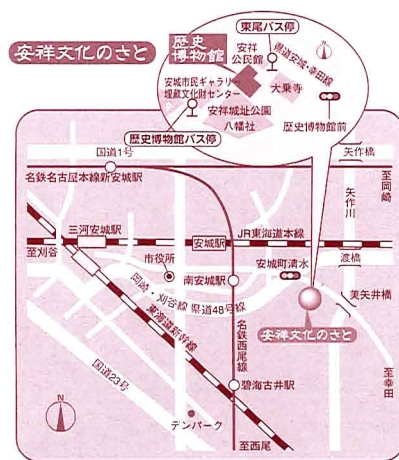 安祥文化のさと
東尾バス停
歴史
博物館
安祥
公民館
県道安城・幸田線
安城市民ギャラリー
埋蔵文化財センター
大乗寺
安祥城址公園
八幡社
歴史博物館前
歴史博物館バス停
国道1号
矢作橋
名鉄名古屋本線新安城駅
至岡崎
矢作川
三河安城駅
安城駅
JR東海道本線
至刈谷
市役所
渡橋
安城町清水
岡崎・刈谷線 県道48号線
南安城駅
美矢井橋
東海道新幹線
名鉄西尾線
安祥文化のさと
国道23号
碧海古井駅
至幸田
デンパーク
至西尾
N
N